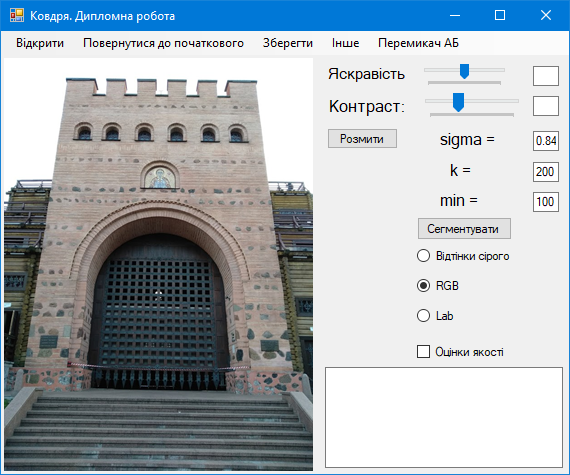 Ковдря. Дипломна робота
Відкрити Повернутися до початкового Зберегти Інше Перемикач АБ
Яскравість
Контраст:
Розмити sigma = 0.84
k = 200
min = 100
Сегментувати
Відтінки сірого
RGB
Lab
Оцінки якості